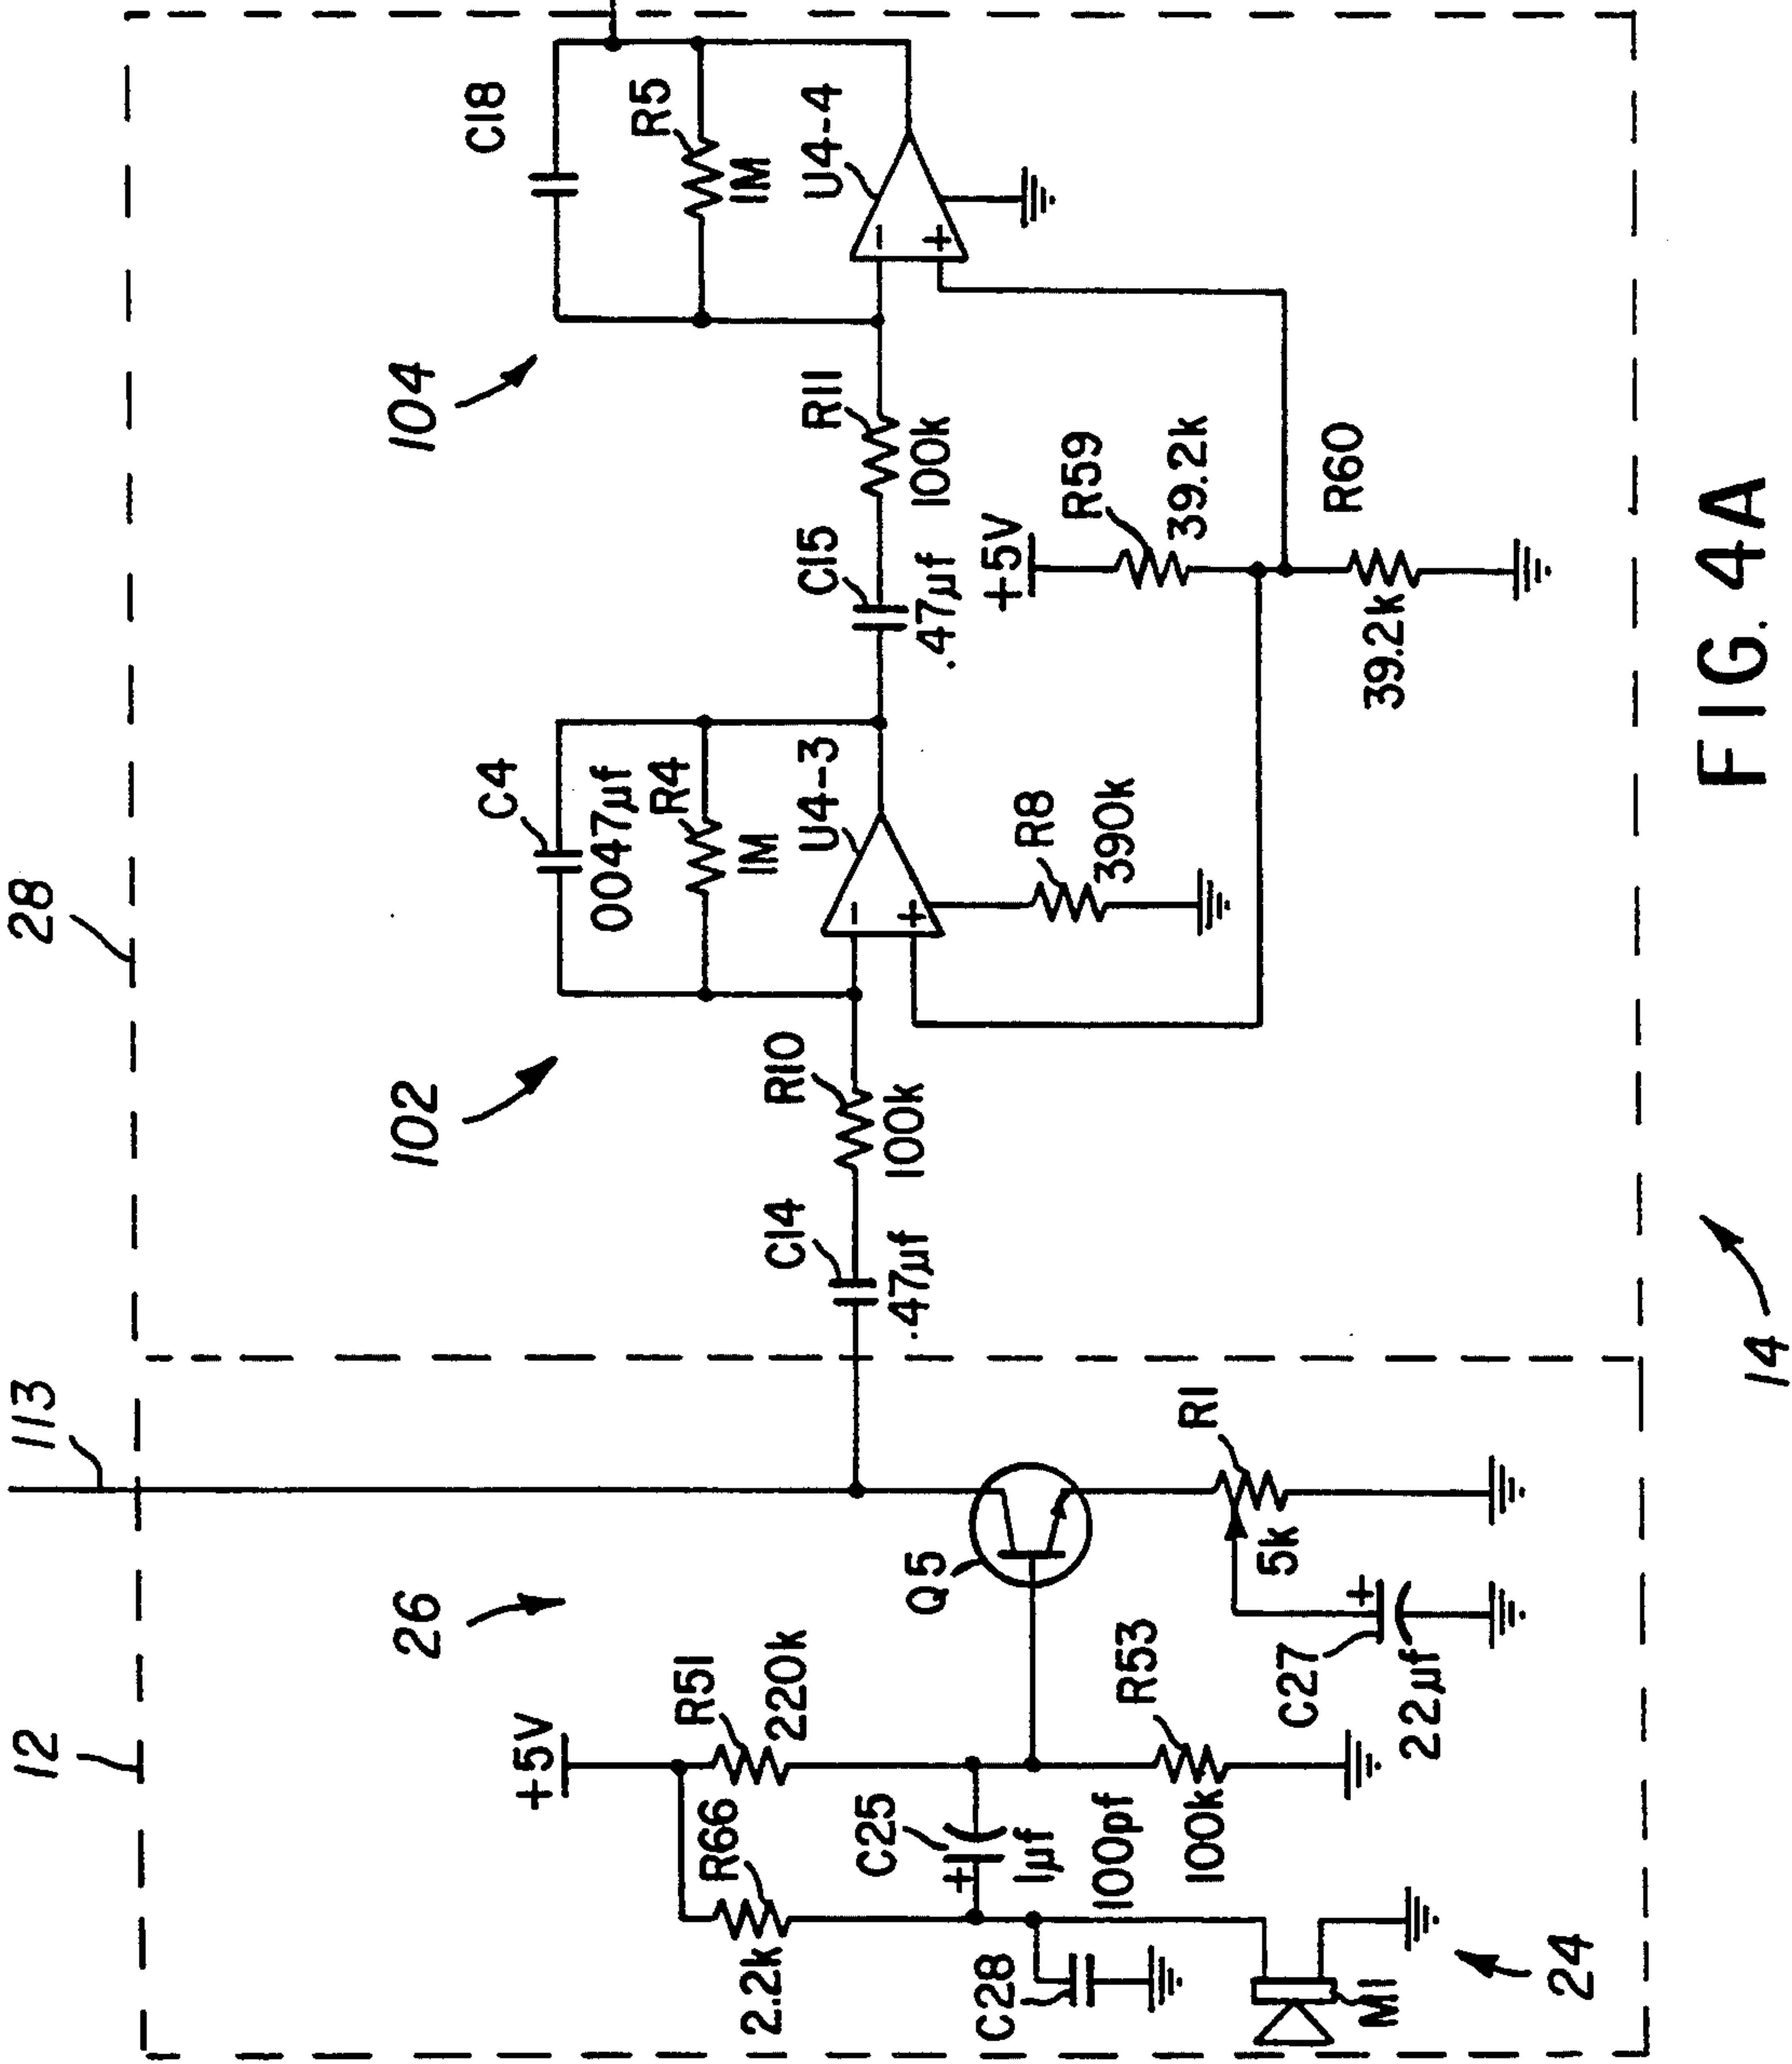 12
113
28
+5V
26
R66
2.2k
R51
220k
C25
+
1µf
C28
100pf
R53
100k
M1
24
Q5
R1
5k
C27
+
22µf
C14
.47µf
R10
100k
102
C4
0047µf
R4
1M
U4-3
-
+
R8
390k
C15
.47µf
R11
100k
104
C18
R5
1M
U4-4
-
+
+5V
R59
39.2k
R60
39.2k
14
FIG. 4A